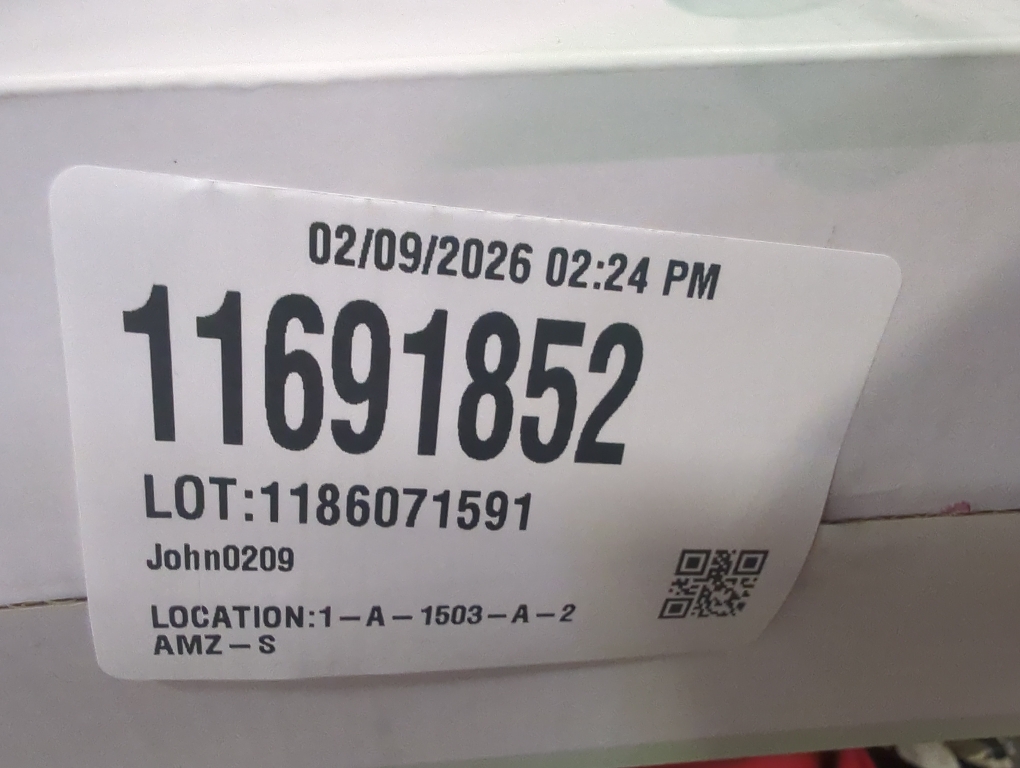 02/09/2026 02:24 PM
11691852
LOT:1186071591
John0209
LOCATION:1-A-1503-A-2
AMZ-S